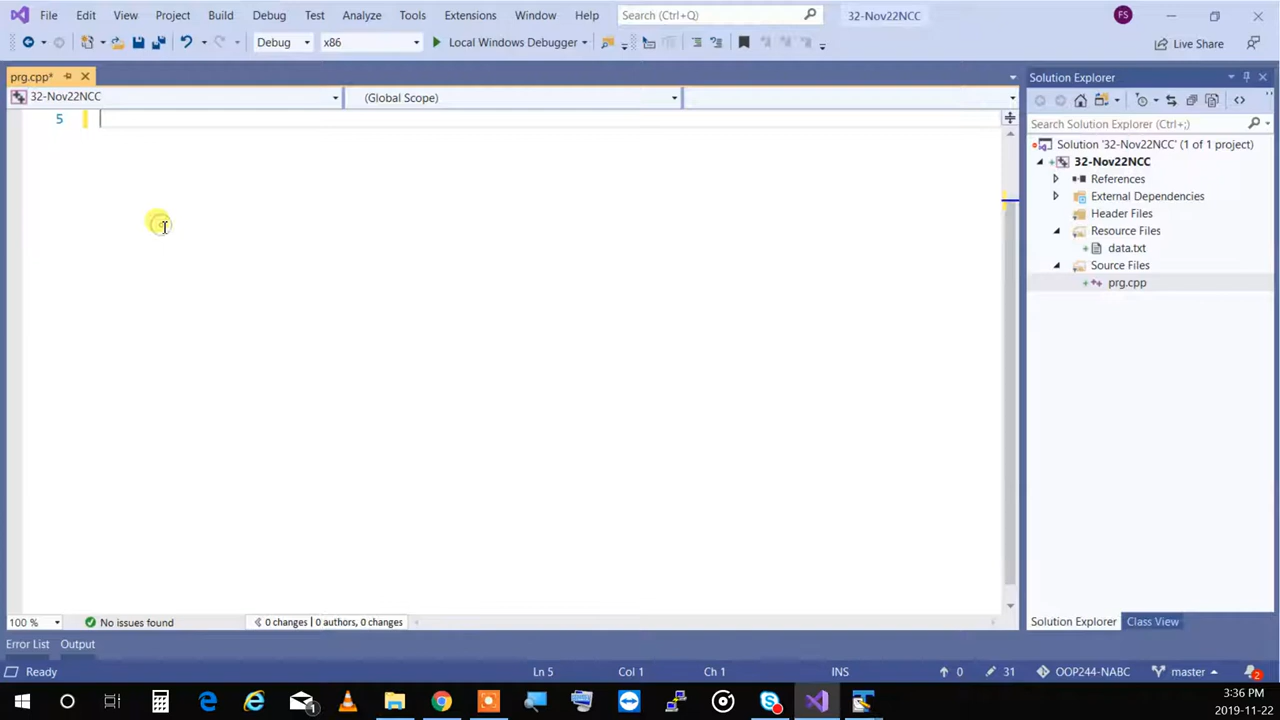 File Edit View Project Build Debug Test Analyze Tools Extensions Window Help Search (Ctrl+Q) 32-Nov22NCC FS
Debug x86 Local Windows Debugger Live Share
prg.cpp*
32-Nov22NCC (Global Scope)
5
Solution Explorer
Search Solution Explorer (Ctrl+;)
Solution '32-Nov22NCC' (1 of 1 project)
32-Nov22NCC
References
External Dependencies
Header Files
Resource Files
data.txt
Source Files
prg.cpp
100 % No issues found 0 changes | 0 authors, 0 changes
Solution Explorer Class View
Error List Output
Ready Ln 5 Col 1 Ch 1 INS 0 31 OOP244-NABC master 2
1
3:36 PM
2019-11-22